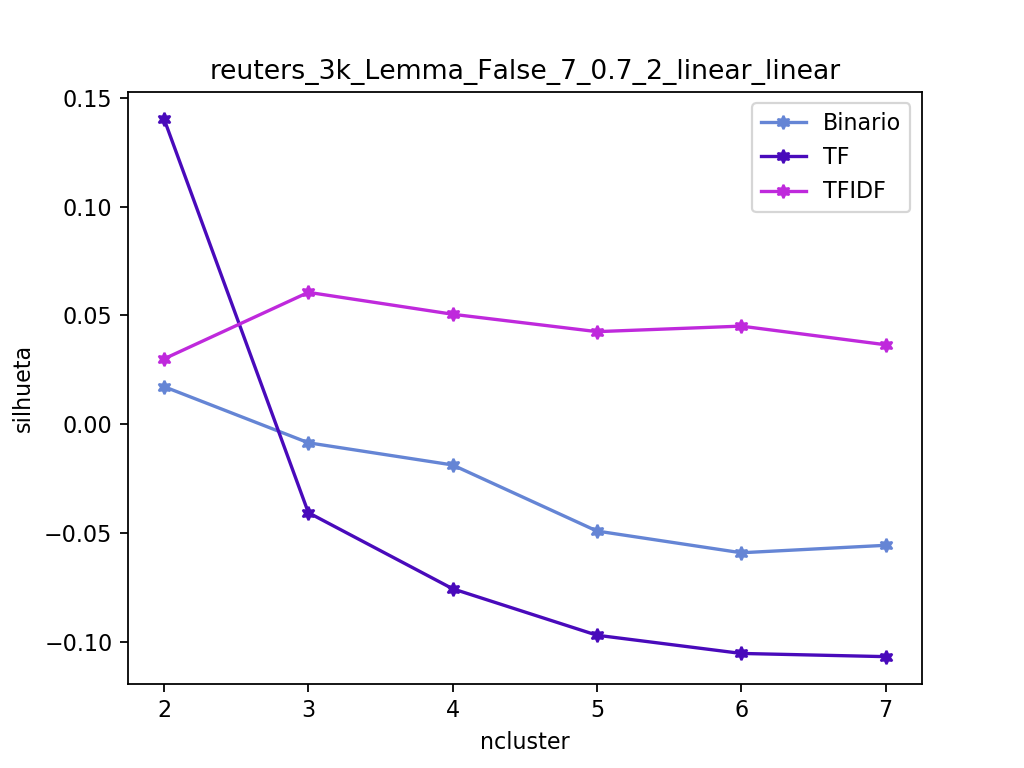 reuters_3k_Lemma_False_7_0.7_2_linear_linear
Binario
TF
TFIDF
silhueta
0.15
0.10
0.05
0.00
−0.05
−0.10
2 3 4 5 6 7
ncluster